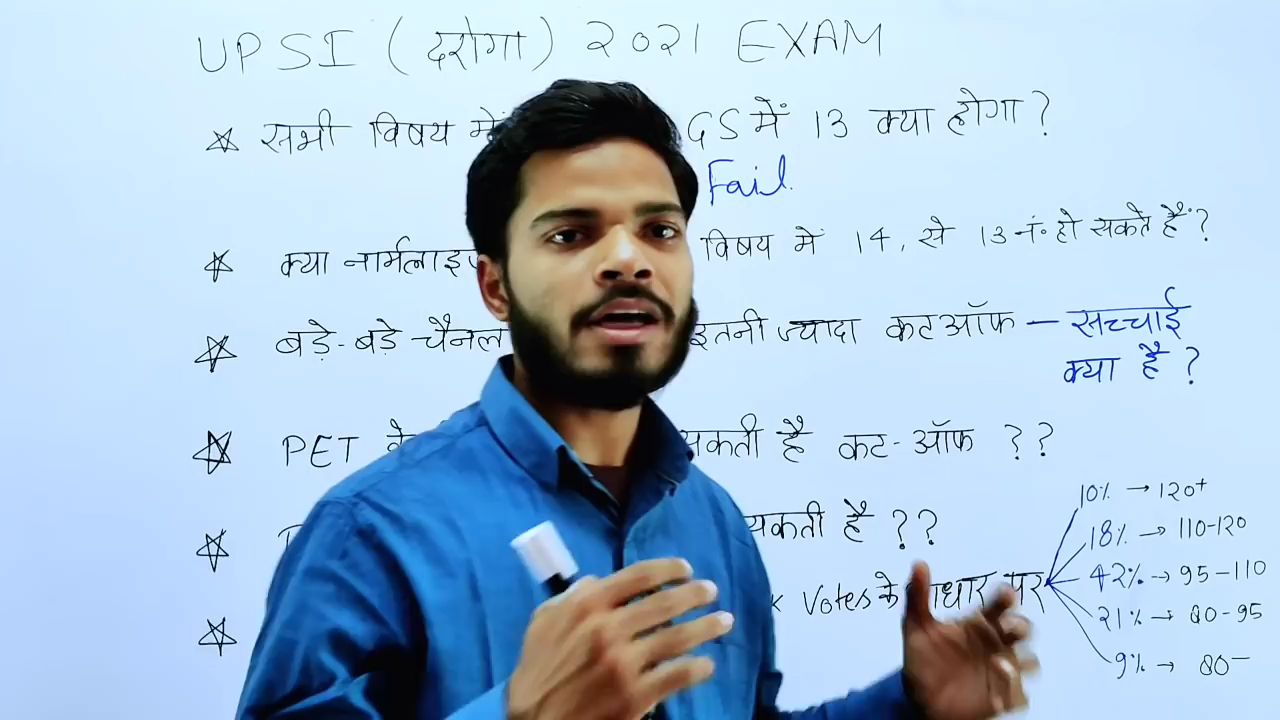 UPSI (दरोगा) २०२१ EXAM
सभी विषय में GS में 13 क्या होगा?
Fail.
क्या नार्मलाइज विषय में 14, से 13 नं. हो सकते हैं?
बड़े-बड़े चैनल इतनी ज्यादा कटऑफ — सच्चाई
क्या है?
PET सकती है कट-ऑफ ??
सकती है ??
Votes के आधार पर
10% → 120+
18% → 110-120
42% → 95-110
21% → 80-95
9% → 80-